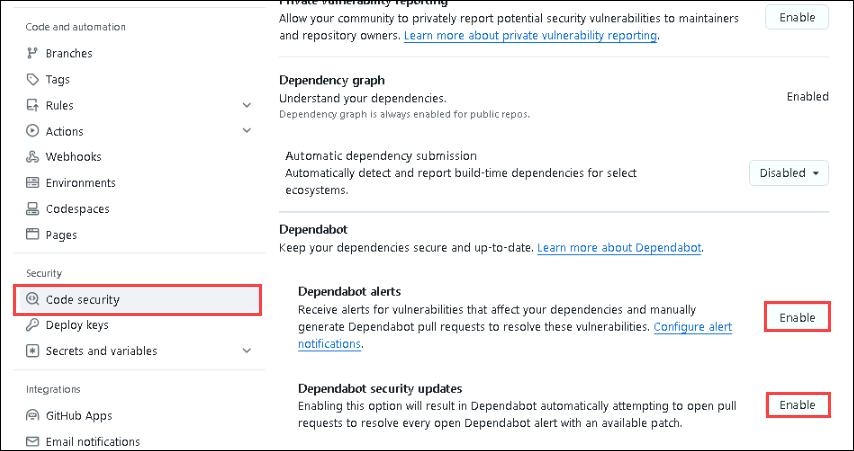 Code and automation
Branches
Tags
Rules
Actions
Webhooks
Environments
Codespaces
Pages
Security
Code security
Deploy keys
Secrets and variables
Integrations
GitHub Apps
Email notifications
Private vulnerability reporting
Allow your community to privately report potential security vulnerabilities to maintainers
and repository owners. Learn more about private vulnerability reporting.
Enable
Dependency graph
Understand your dependencies.
Dependency graph is always enabled for public repos.
Enabled
Automatic dependency submission
Automatically detect and report build-time dependencies for select
ecosystems.
Disabled
Dependabot
Keep your dependencies secure and up-to-date. Learn more about Dependabot.
Dependabot alerts
Receive alerts for vulnerabilities that affect your dependencies and manually
generate Dependabot pull requests to resolve these vulnerabilities. Configure alert
notifications.
Enable
Dependabot security updates
Enabling this option will result in Dependabot automatically attempting to open pull
requests to resolve every open Dependabot alert with an available patch.
Enable